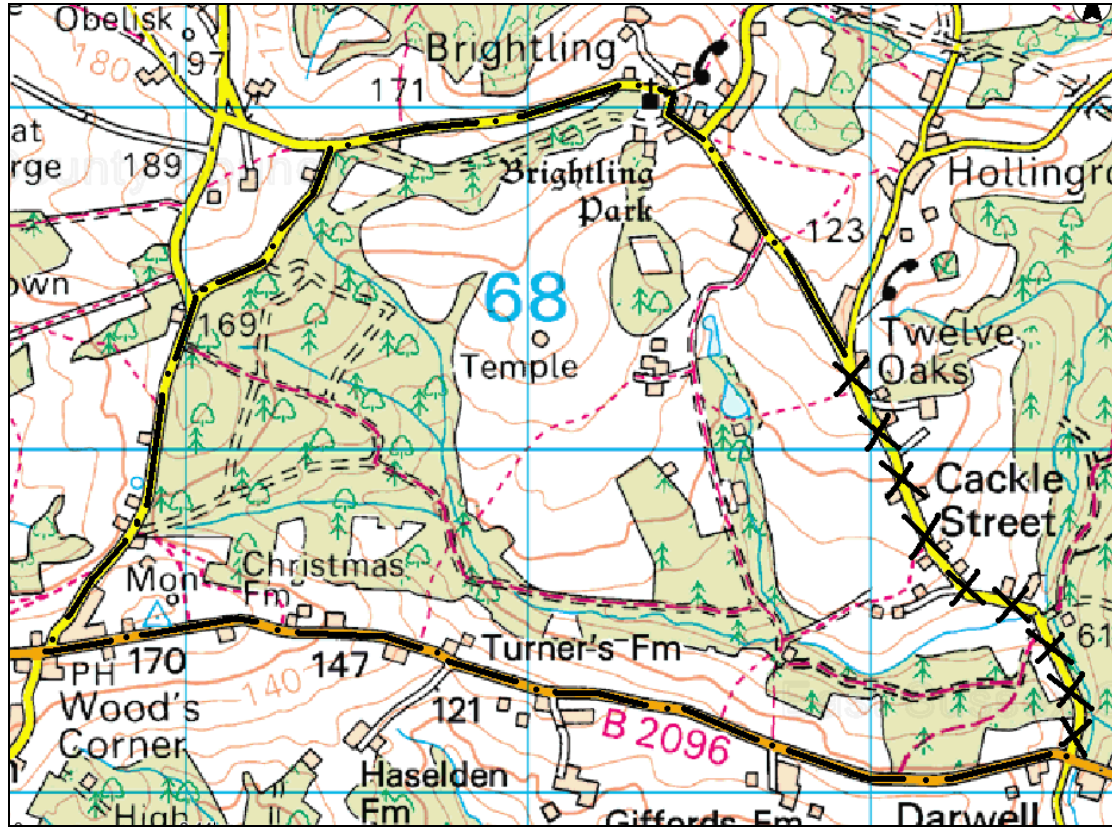 Obelisk
180
197
Brightling
171
at
rge
189
Brightling
Park
Hollingro
123
own
68
169
Temple
Twelve
Oaks
Cackle
Street
Mon
Christmas
Fm
61
PH
170
147
Turner's Fm
140
121
Wood's
Corner
B 2096
Haselden
Fm
High
Giffords Fm
Darwell